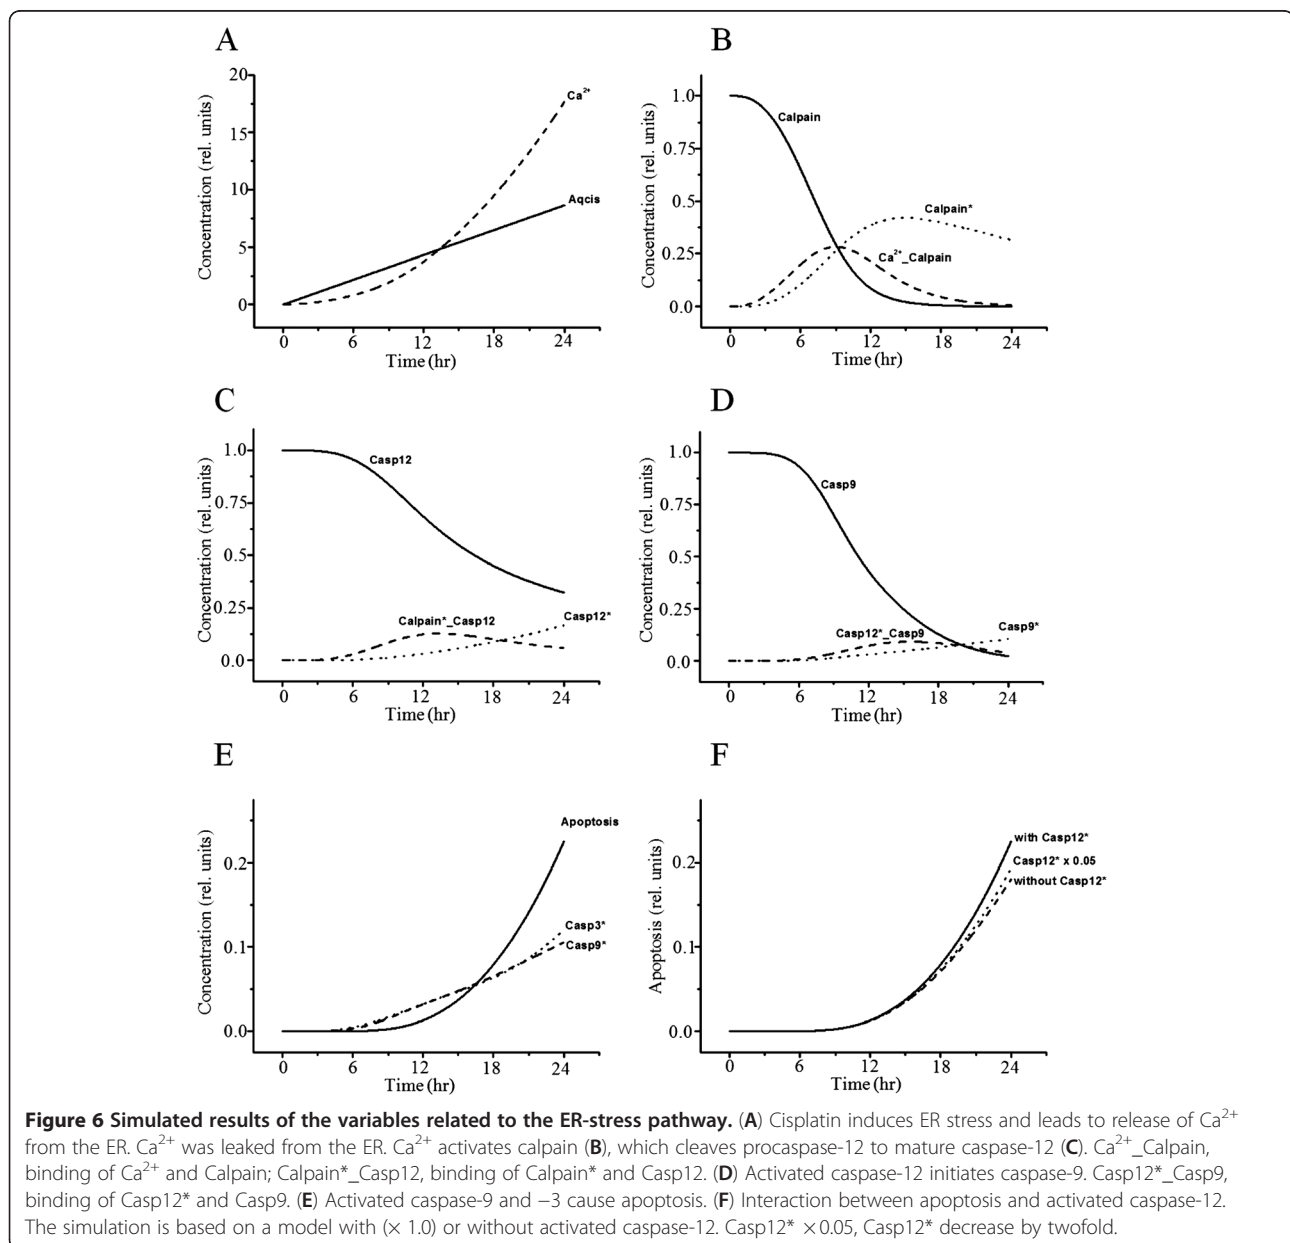 A
Concentration (rel. units)
20
15
10
5
0
Ca²⁺
Aqcis
0 6 12 18 24
Time (hr)
B
Concentration (rel. units)
1.0
0.75
0.5
0.25
0.0
Calpain
Calpain*
Ca²⁺_Calpain
0 6 12 18 24
Time (hr)
C
Concentration (rel. units)
1.0
0.75
0.5
0.25
0.0
Casp12
Calpain*_Casp12
Casp12*
0 6 12 18 24
Time (hr)
D
Concentration (rel. units)
1.0
0.75
0.5
0.25
0.0
Casp9
Casp12*_Casp9
Casp9*
0 6 12 18 24
Time (hr)
E
Concentration (rel. units)
0.2
0.1
0.0
Apoptosis
Casp3*
Casp9*
0 6 12 18 24
Time (hr)
F
Apoptosis (rel. units)
0.2
0.1
0.0
with Casp12*
Casp12* x 0.05
without Casp12*
0 6 12 18 24
Time (hr)
Figure 6 Simulated results of the variables related to the ER-stress pathway. (A) Cisplatin induces ER stress and leads to release of Ca²⁺
from the ER. Ca²⁺ was leaked from the ER. Ca²⁺ activates calpain (B), which cleaves procaspase-12 to mature caspase-12 (C). Ca²⁺_Calpain,
binding of Ca²⁺ and Calpain; Calpain*_Casp12, binding of Calpain* and Casp12. (D) Activated caspase-12 initiates caspase-9. Casp12*_Casp9,
binding of Casp12* and Casp9. (E) Activated caspase-9 and −3 cause apoptosis. (F) Interaction between apoptosis and activated caspase-12.
The simulation is based on a model with (× 1.0) or without activated caspase-12. Casp12* ×0.05, Casp12* decrease by twofold.